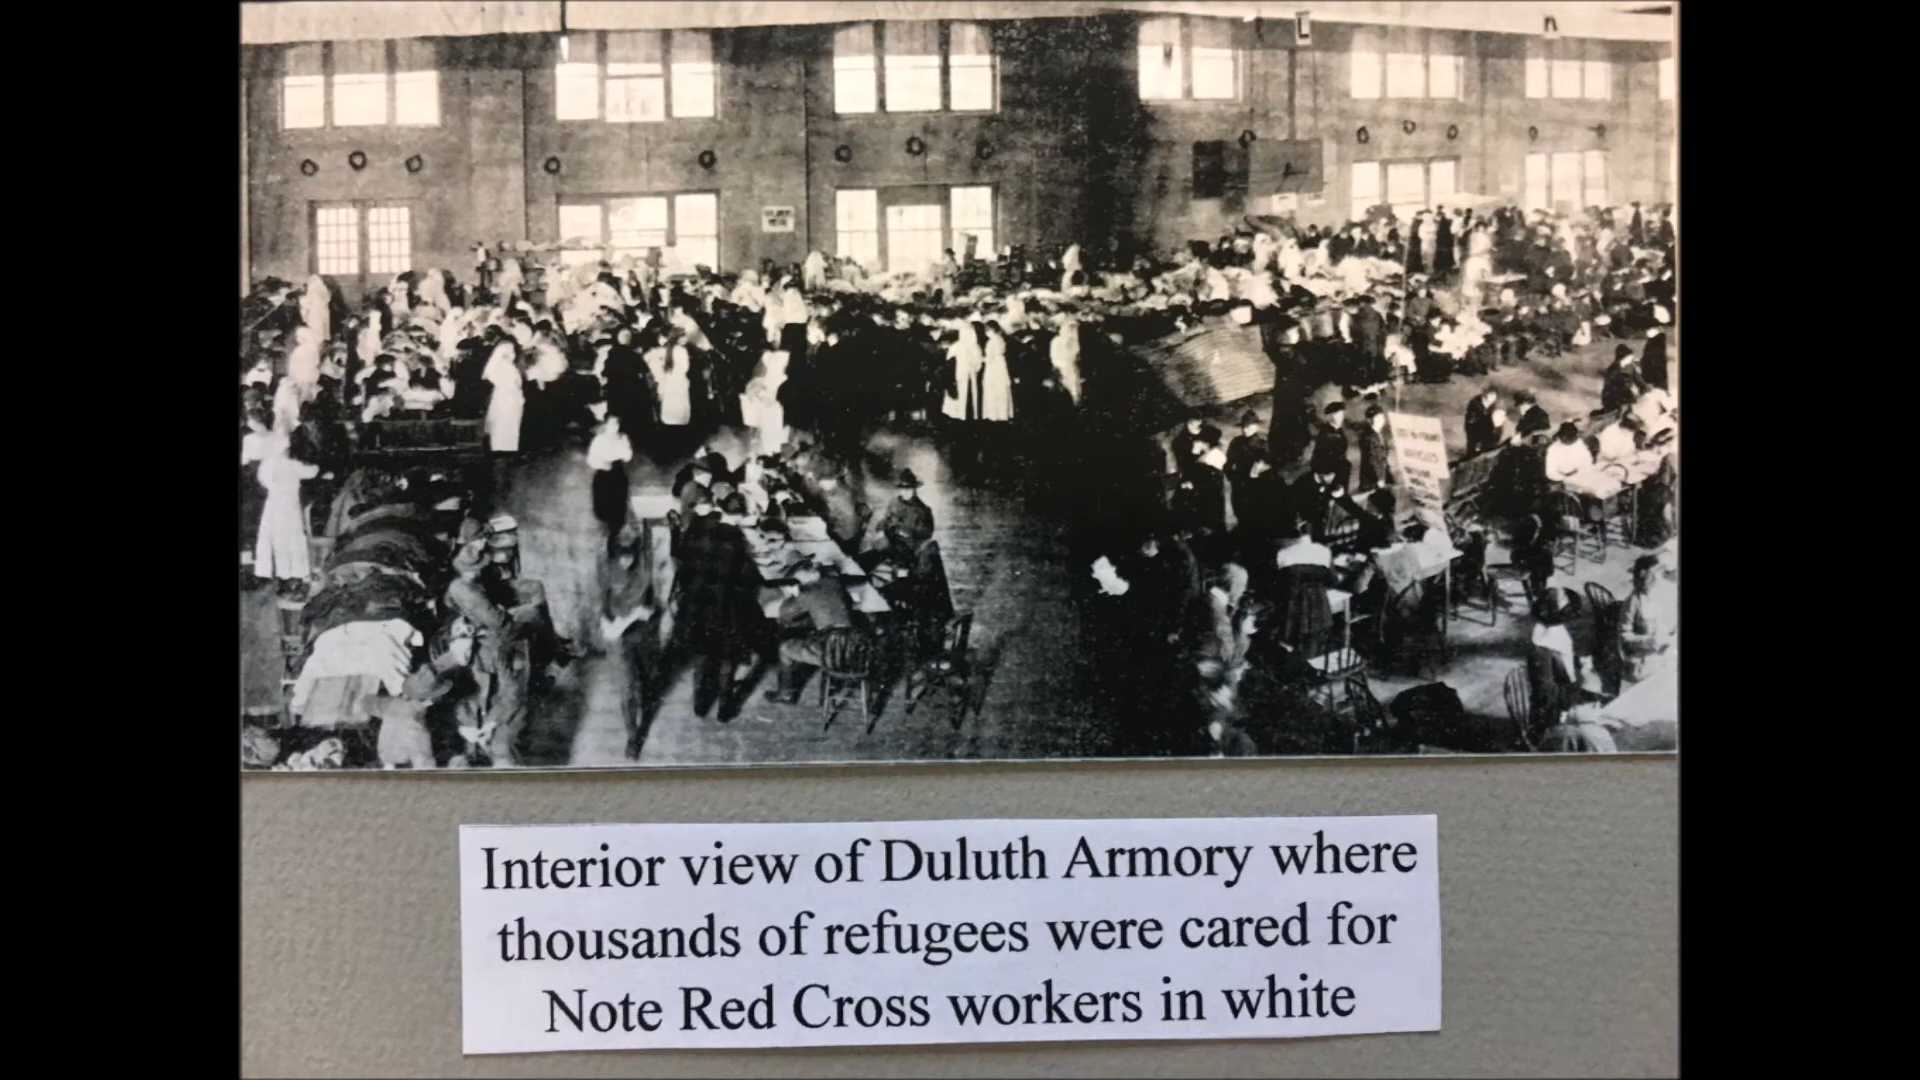 Interior view of Duluth Armory where
thousands of refugees were cared for
Note Red Cross workers in white